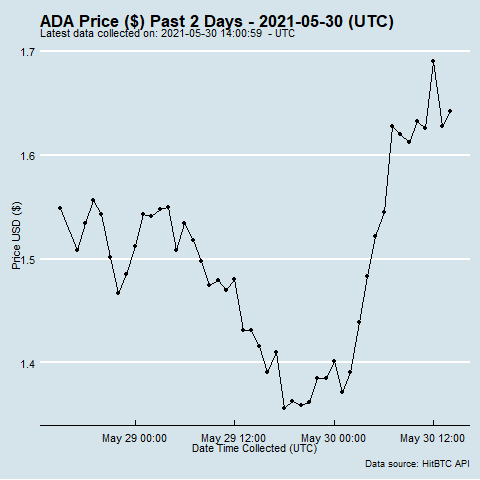 ADA Price ($) Past 2 Days - 2021-05-30 (UTC)
Latest data collected on: 2021-05-30 14:00:59 - UTC
1.7
1.6
1.5
1.4
Price USD ($)
May 29 00:00
May 29 12:00
May 30 00:00
May 30 12:00
Date Time Collected (UTC)
Data source: HitBTC API